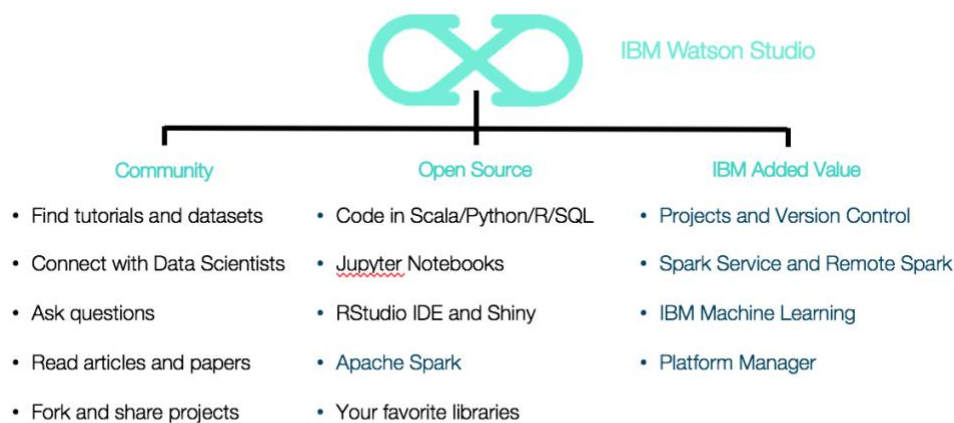 IBM Watson Studio
Community
• Find tutorials and datasets
• Connect with Data Scientists
• Ask questions
• Read articles and papers
• Fork and share projects
Open Source
• Code in Scala/Python/R/SQL
• Jupyter Notebooks
• RStudio IDE and Shiny
• Apache Spark
• Your favorite libraries
IBM Added Value
• Projects and Version Control
• Spark Service and Remote Spark
• IBM Machine Learning
• Platform Manager